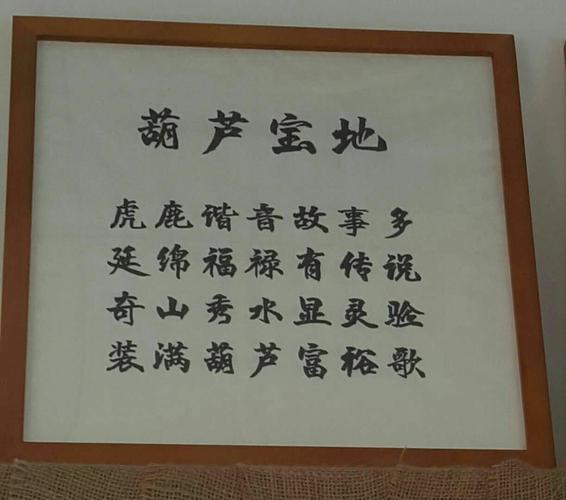 葫芦宝地
虎鹿谐音故事多
廷绵福禄有传说
奇山秀水显灵验
装满葫芦富裕歌